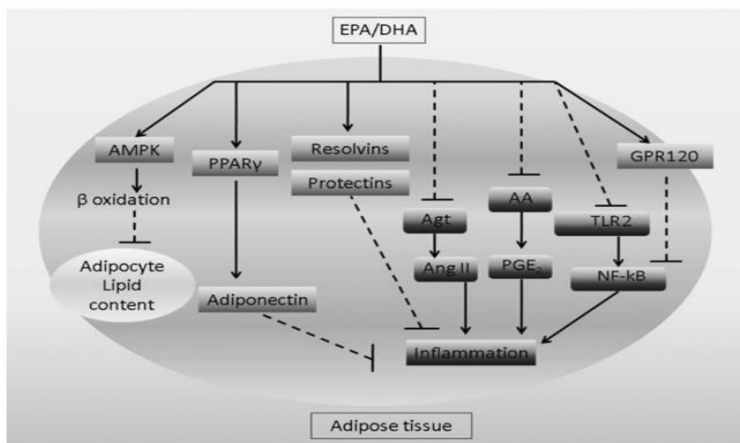 EPA/DHA
AMPK
PPARγ
Resolvins
Protectins
Agt
AA
TLR2
GPR120
β oxidation
Adipocyte
Lipid
content
Adiponectin
Ang II
PGE₂
NF-kB
Inflammation
Adipose tissue